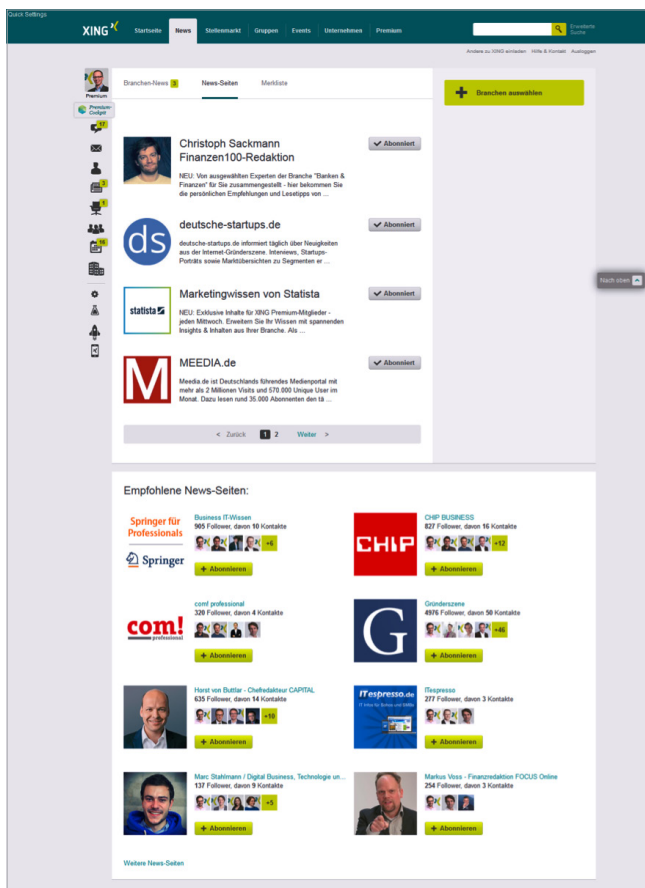 Quick Settings
XING
Startseite News Stellenmarkt Gruppen Events Unternehmen Premium
Erweiterte
Suche
Andere zu XING einladen Hilfe & Kontakt Ausloggen
Premium
Premium-
Cockpit
17
3
1
16
Branchen-News 3 News-Seiten Merkliste
Branchen auswählen
Christoph Sackmann
Finanzen100-Redaktion
Abonniert
NEU: Von ausgewählten Experten der Branche "Banken &
Finanzen" für Sie zusammengestellt - hier bekommen Sie
die persönlichen Empfehlungen und Lesetipps von ...
ds
deutsche-startups.de
Abonniert
deutsche-startups.de informiert täglich über Neuigkeiten
aus der Internet-Gründerszene. Interviews, Startups-
Porträts sowie Marktübersichten zu Segmenten er ...
Nach oben
statista
Marketingwissen von Statista
Abonniert
NEU: Exklusive Inhalte für XING Premium-Mitglieder -
jeden Mittwoch. Erweitern Sie Ihr Wissen mit spannenden
Insights & Inhalten aus Ihrer Branche. Als ...
M
MEEDIA.de
Abonniert
Meedia.de ist Deutschlands führendes Medienportal mit
mehr als 2 Millionen Visits und 570.000 Unique User im
Monat. Dazu lesen rund 35.000 Abonnenten den tä ...
< Zurück 1 2 Weiter >
Empfohlene News-Seiten:
Springer für
Professionals
Springer
Business IT-Wissen
905 Follower, davon 10 Kontakte
+6
+ Abonnieren
CHIP
CHIP BUSINESS
827 Follower, davon 16 Kontakte
+12
+ Abonnieren
com!
professional
com! professional
320 Follower, davon 4 Kontakte
+ Abonnieren
G
Gründerszene
4976 Follower, davon 50 Kontakte
+46
+ Abonnieren
Horst von Buttlar - Chefredakteur CAPITAL
635 Follower, davon 14 Kontakte
+10
+ Abonnieren
ITespresso.de
IT Infos für Bohnen und KMUs
ITespresso
277 Follower, davon 3 Kontakte
+ Abonnieren
Marc Stahlmann / Digital Business, Technologie un...
137 Follower, davon 9 Kontakte
+5
+ Abonnieren
Markus Voss - Finanzredaktion FOCUS Online
254 Follower, davon 3 Kontakte
+ Abonnieren
Weitere News-Seiten